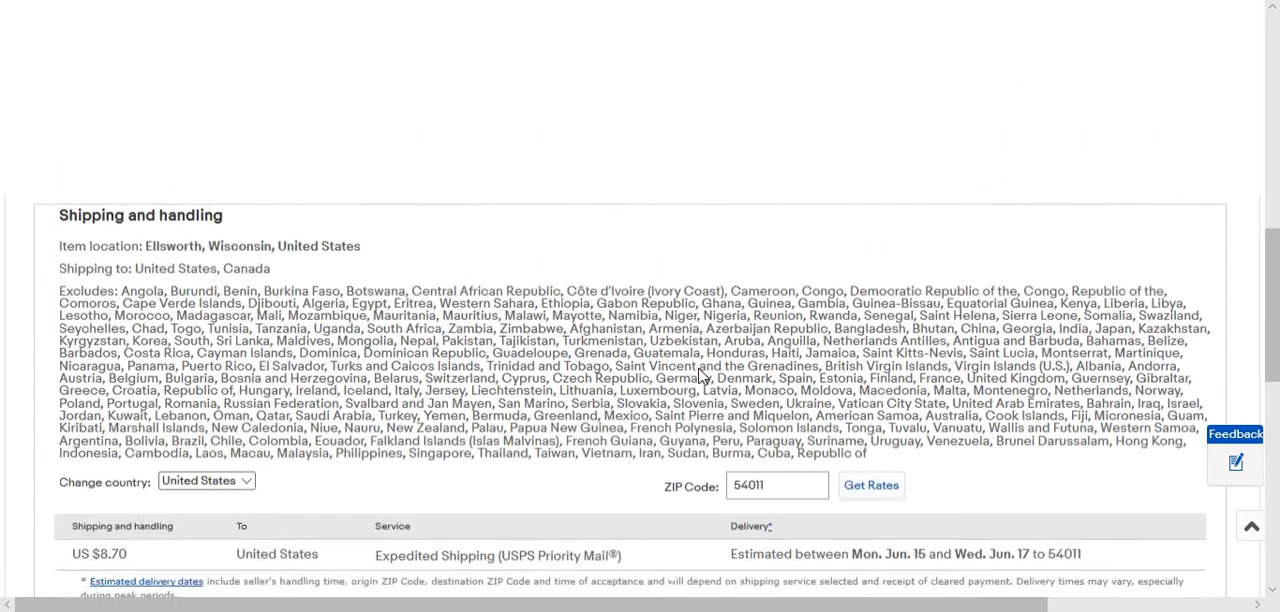 Shipping and handling
Item location: Ellsworth, Wisconsin, United States
Shipping to: United States, Canada
Excludes: Angola, Burundi, Benin, Burkina Faso, Botswana, Central African Republic, Côte d'Ivoire (Ivory Coast), Cameroon, Congo, Democratic Republic of the, Congo, Republic of the,
Comoros, Cape Verde Islands, Djibouti, Algeria, Egypt, Eritrea, Western Sahara, Ethiopia, Gabon Republic, Ghana, Guinea, Gambia, Guinea-Bissau, Equatorial Guinea, Kenya, Liberia, Libya,
Lesotho, Morocco, Madagascar, Mali, Mozambique, Mauritania, Mauritius, Malawi, Mayotte, Namibia, Niger, Nigeria, Reunion, Rwanda, Senegal, Saint Helena, Sierra Leone, Somalia, Swaziland,
Seychelles, Chad, Togo, Tunisia, Tanzania, Uganda, South Africa, Zambia, Zimbabwe, Afghanistan, Armenia, Azerbaijan Republic, Bangladesh, Bhutan, China, Georgia, India, Japan, Kazakhstan,
Kyrgyzstan, Korea, South, Sri Lanka, Maldives, Mongolia, Nepal, Pakistan, Tajikistan, Turkmenistan, Uzbekistan, Aruba, Anguilla, Netherlands Antilles, Antigua and Barbuda, Bahamas, Belize,
Barbados, Costa Rica, Cayman Islands, Dominica, Dominican Republic, Guadeloupe, Grenada, Guatemala, Honduras, Haiti, Jamaica, Saint Kitts-Nevis, Saint Lucia, Montserrat, Martinique,
Nicaragua, Panama, Puerto Rico, El Salvador, Turks and Caicos Islands, Trinidad and Tobago, Saint Vincent and the Grenadines, British Virgin Islands, Virgin Islands (U.S.), Albania, Andorra,
Austria, Belgium, Bulgaria, Bosnia and Herzegovina, Belarus, Switzerland, Cyprus, Czech Republic, Germany, Denmark, Spain, Estonia, Finland, France, United Kingdom, Guernsey, Gibraltar,
Greece, Croatia, Republic of, Hungary, Ireland, Iceland, Italy, Jersey, Liechtenstein, Lithuania, Luxembourg, Latvia, Monaco, Moldova, Macedonia, Malta, Montenegro, Netherlands, Norway,
Poland, Portugal, Romania, Russian Federation, Svalbard and Jan Mayen, San Marino, Serbia, Slovakia, Slovenia, Sweden, Ukraine, Vatican City State, United Arab Emirates, Bahrain, Iraq, Israel,
Jordan, Kuwait, Lebanon, Oman, Qatar, Saudi Arabia, Turkey, Yemen, Bermuda, Greenland, Mexico, Saint Pierre and Miquelon, American Samoa, Australia, Cook Islands, Fiji, Micronesia, Guam,
Kiribati, Marshall Islands, New Caledonia, Niue, Nauru, New Zealand, Palau, Papua New Guinea, French Polynesia, Solomon Islands, Tonga, Tuvalu, Vanuatu, Wallis and Futuna, Western Samoa,
Argentina, Bolivia, Brazil, Chile, Colombia, Ecuador, Falkland Islands (Islas Malvinas), French Guiana, Guyana, Peru, Paraguay, Suriname, Uruguay, Venezuela, Brunei Darussalam, Hong Kong,
Indonesia, Cambodia, Laos, Macau, Malaysia, Philippines, Singapore, Thailand, Taiwan, Vietnam, Iran, Sudan, Burma, Cuba, Republic of
Feedback
Change country: United States ZIP Code: 54011 Get Rates
Shipping and handling To Service Delivery*
US $8.70 United States Expedited Shipping (USPS Priority Mail®) Estimated between Mon. Jun. 15 and Wed. Jun. 17 to 54011
* Estimated delivery dates include seller's handling time, origin ZIP Code, destination ZIP Code and time of acceptance and will depend on shipping service selected and receipt of cleared payment. Delivery times may vary, especially
during peak periods.